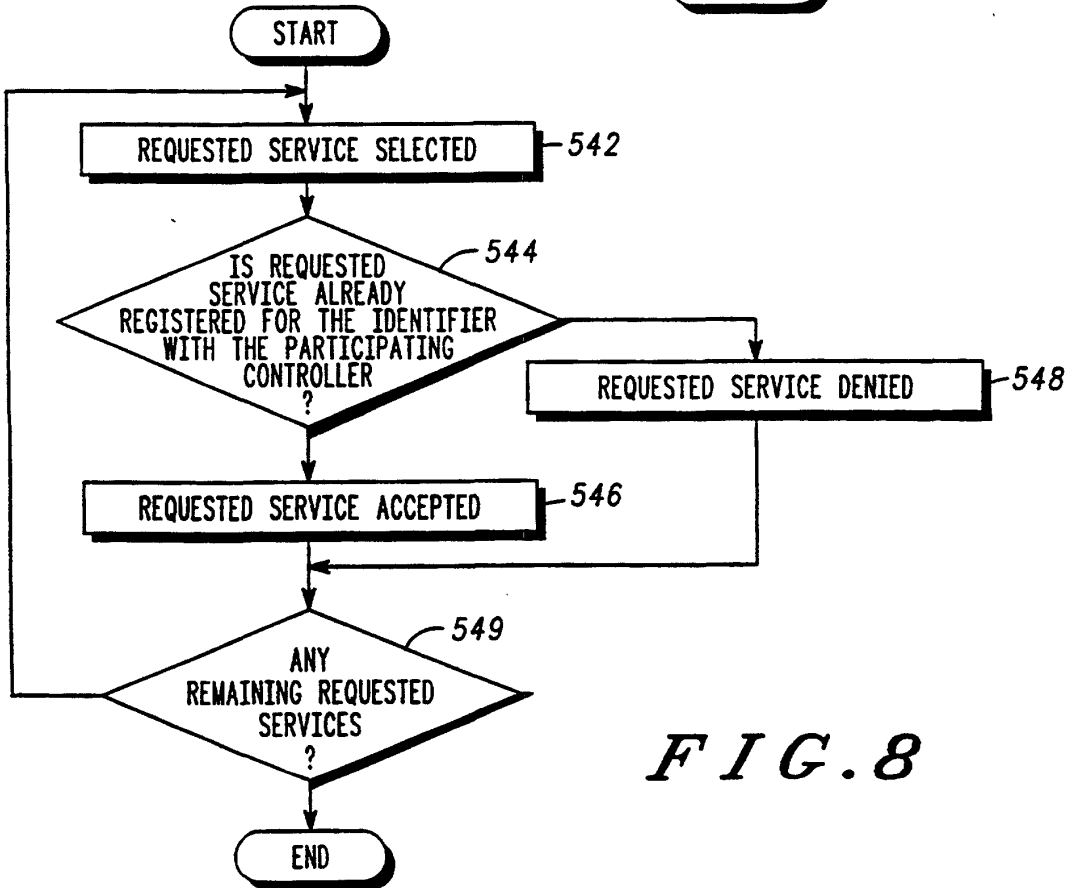 START
REQUESTED SERVICE SELECTED
542
544
IS REQUESTED
SERVICE ALREADY
REGISTERED FOR THE IDENTIFIER
WITH THE PARTICIPATING
CONTROLLER
?
REQUESTED SERVICE DENIED
548
REQUESTED SERVICE ACCEPTED
546
549
ANY
REMAINING REQUESTED
SERVICES
?
FIG.8
END